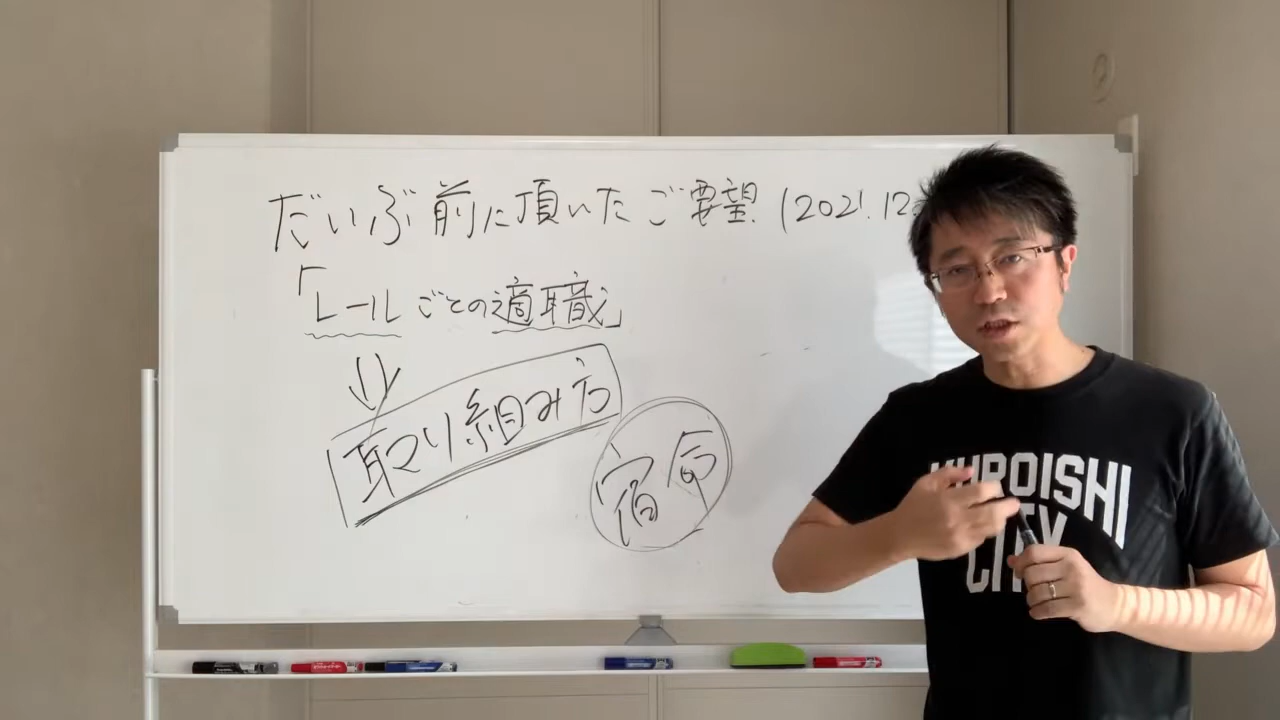 だいぶ前に頂いたご要望 (2021.12
「レールごとの適職」
取り組み方
宿命
KUROISHI
CITY